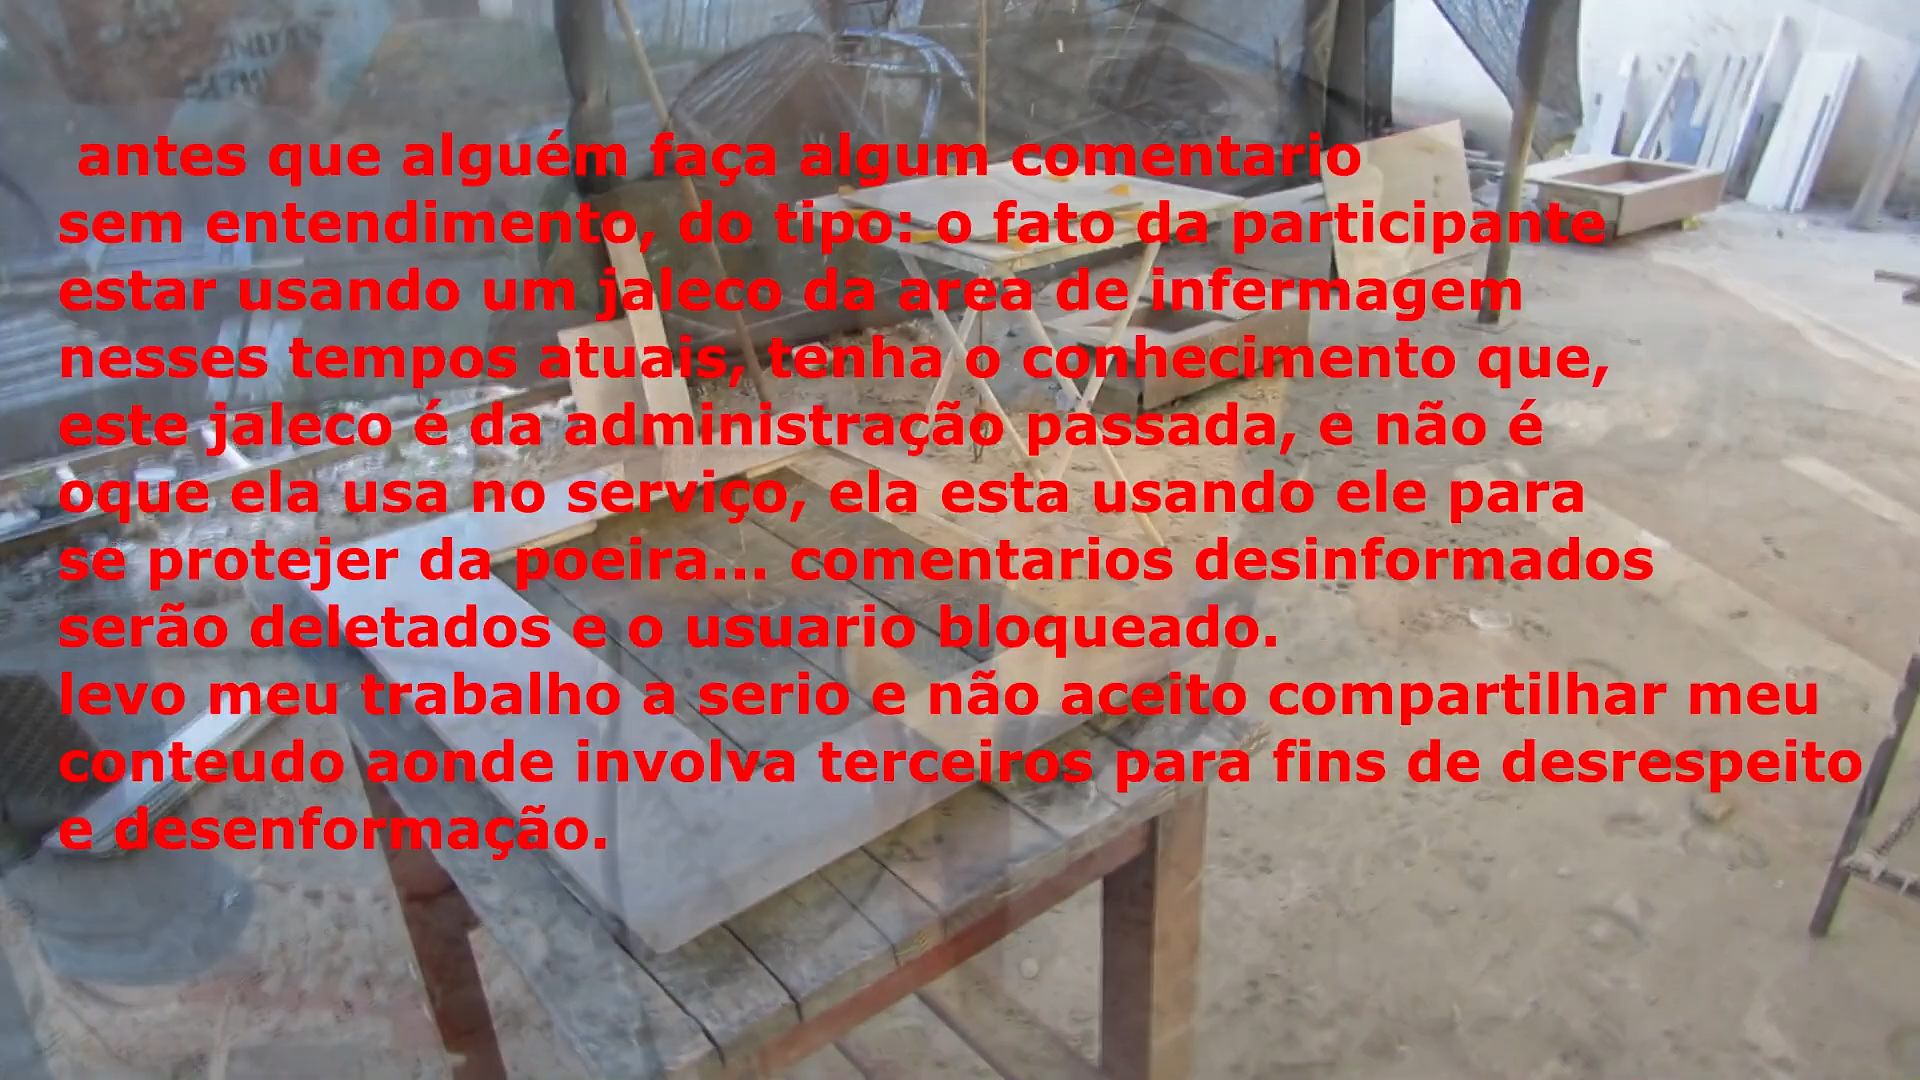 antes que alguém faça algum comentario
sem entendimento, do tipo: o fato da participante
estar usando um jaleco da area de infermagem
nesses tempos atuais, tenha o conhecimento que,
este jaleco é da administração passada, e não é
oque ela usa no serviço, ela esta usando ele para
se protejer da poeira... comentarios desinformados
serão deletados e o usuario bloqueado.
levo meu trabalho a serio e não aceito compartilhar meu
conteudo aonde involva terceiros para fins de desrespeito
e desenformação.